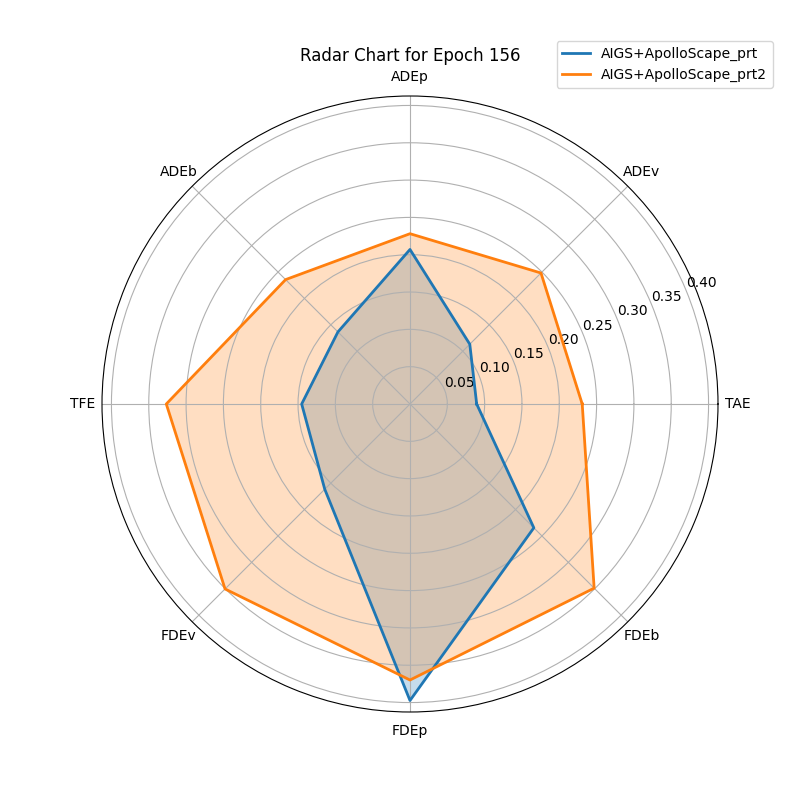 Radar Chart for Epoch 156
AIGS+ApolloScape_prt
AIGS+ApolloScape_prt2
ADEp
ADEb
ADEv
0.40
0.35
0.30
0.25
0.20
0.15
0.10
0.05
TFE
TAE
FDEv
FDEb
FDEp